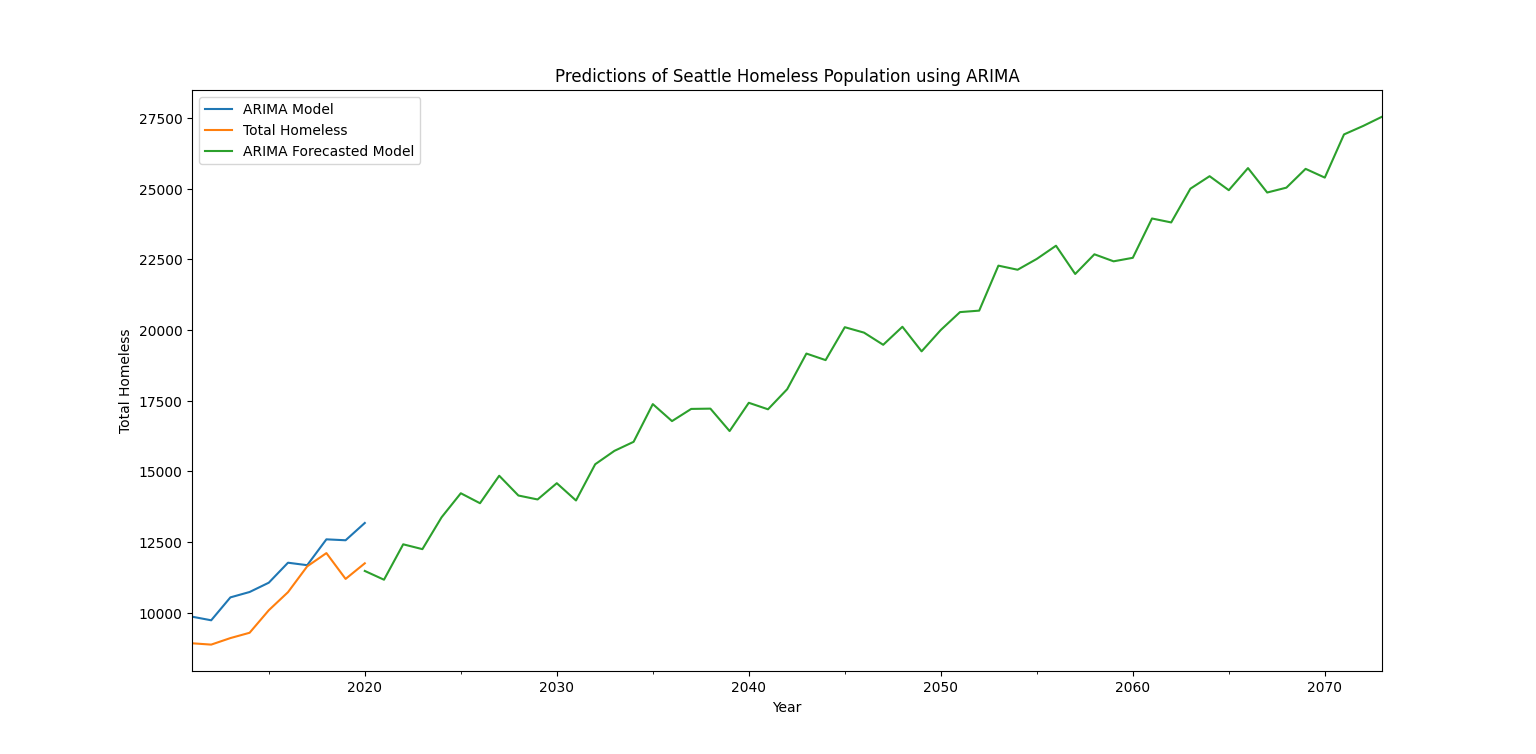 Predictions of Seattle Homeless Population using ARIMA
ARIMA Model
Total Homeless
ARIMA Forecasted Model
27500
25000
22500
20000
17500
15000
12500
10000
Total Homeless
2020
2030
2040
2050
2060
2070
Year